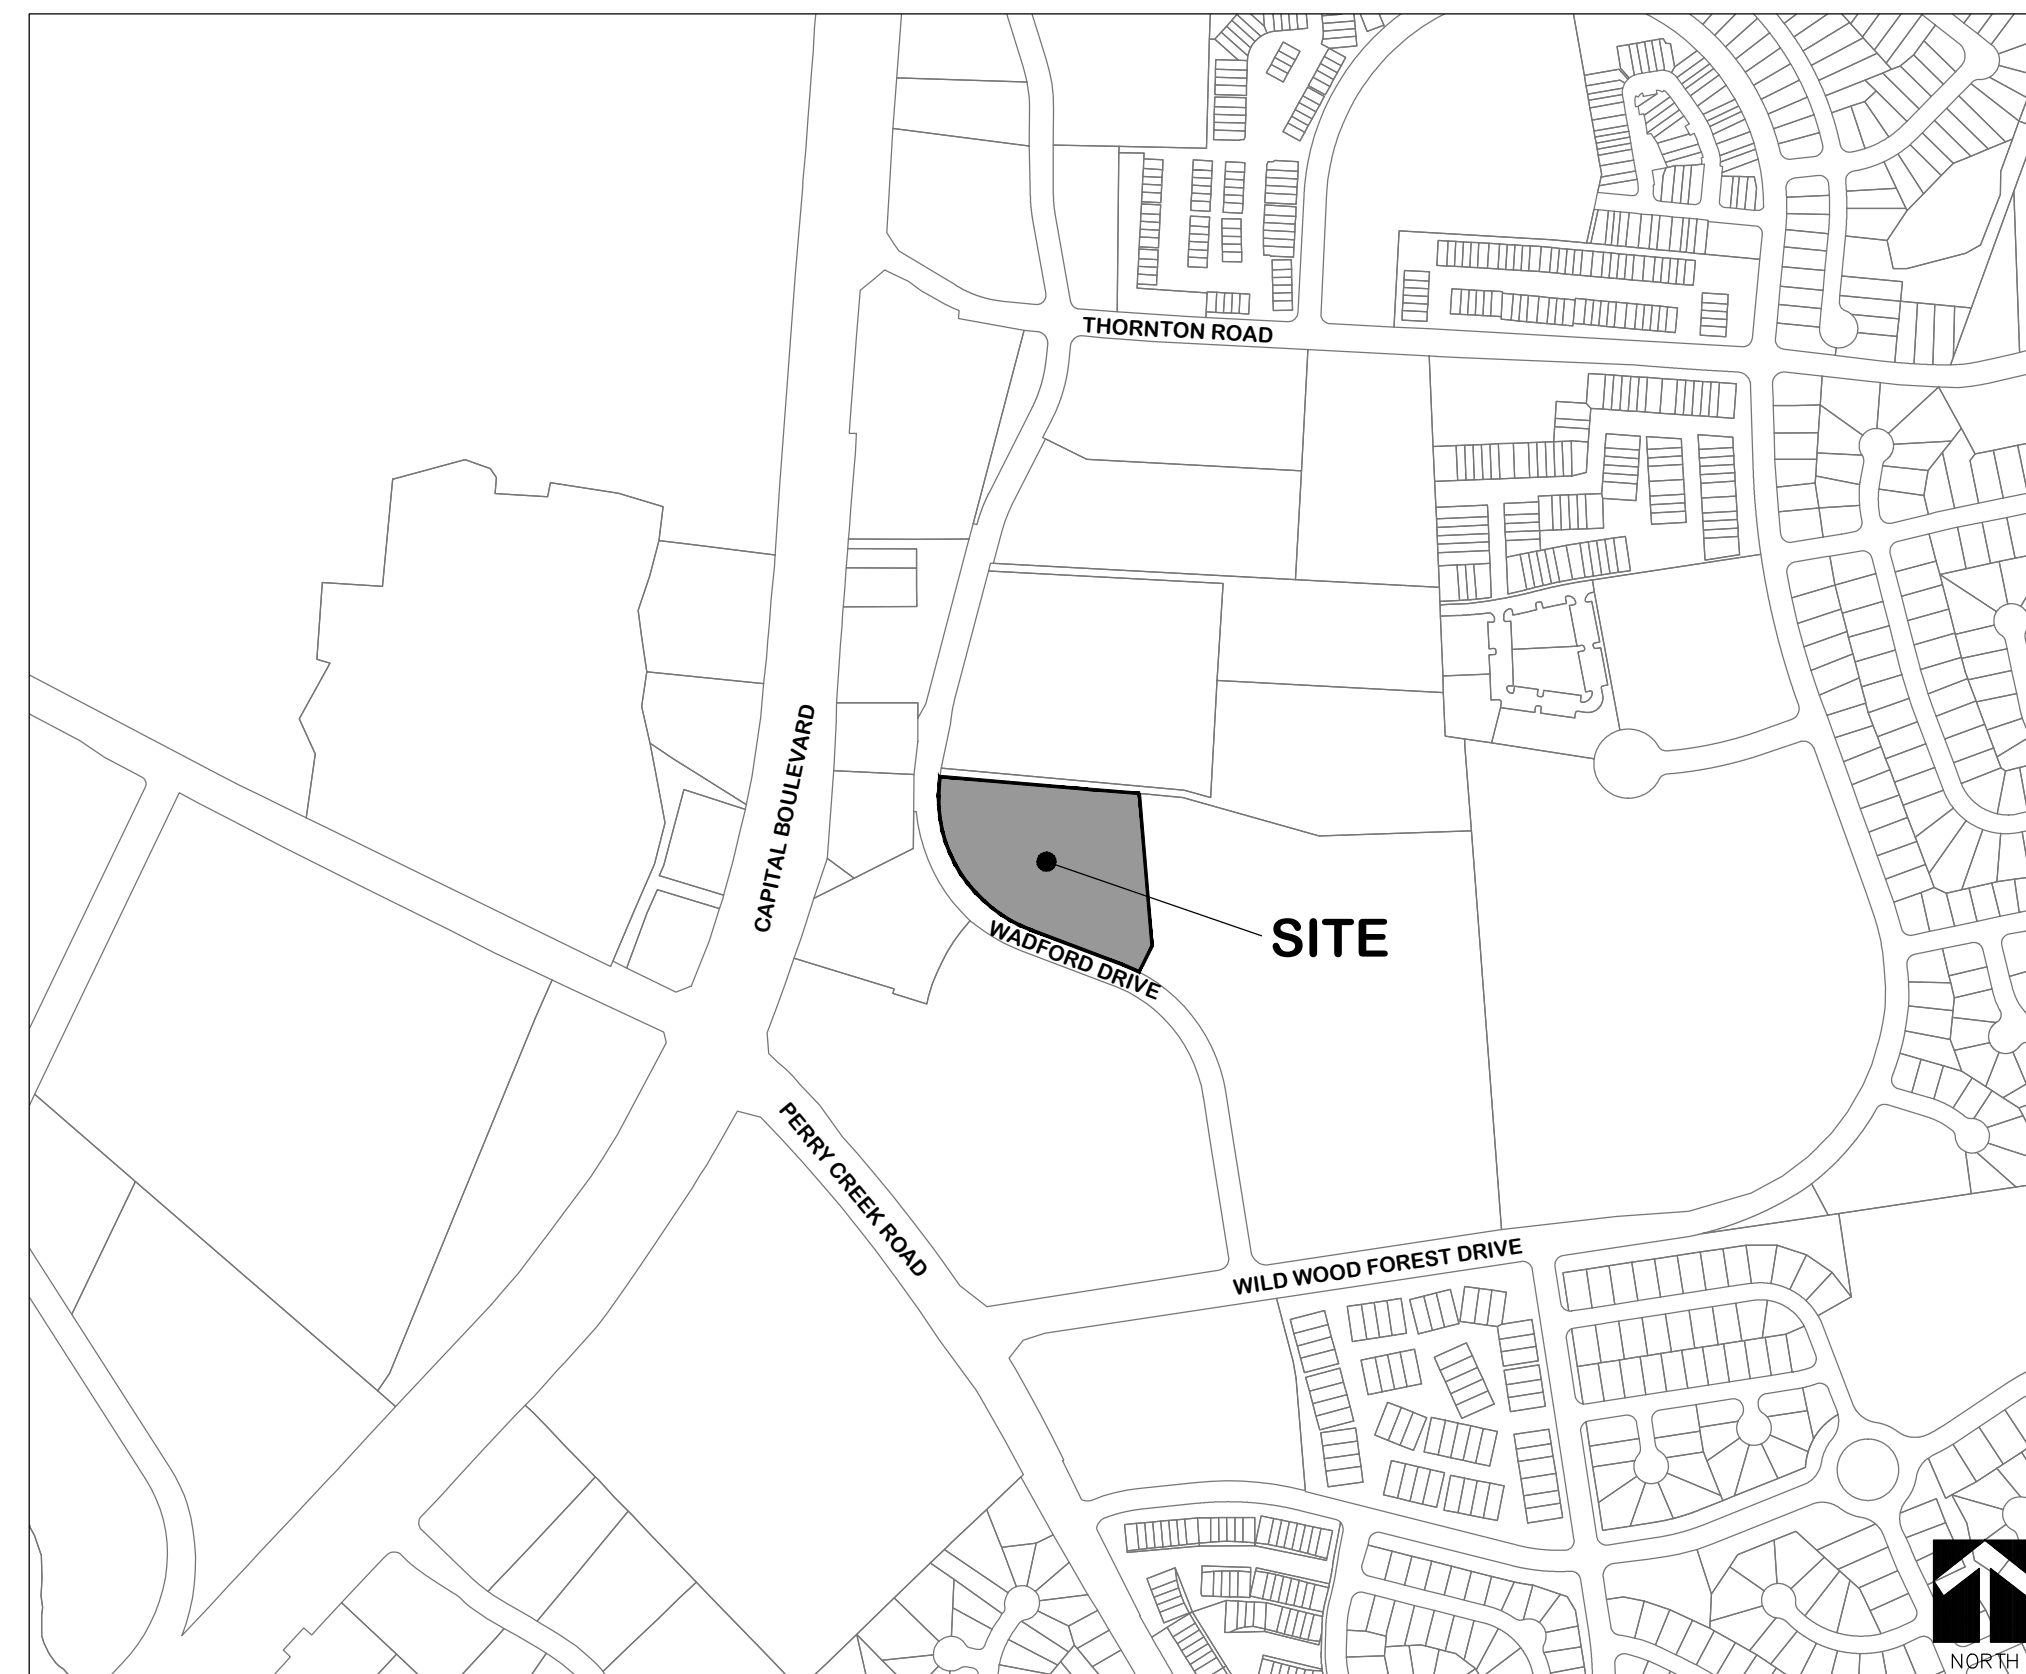 THORNTON ROAD
CAPITAL BOULEVARD
SITE
WADFORD DRIVE
PERRY CREEK ROAD
WILD WOOD FOREST DRIVE
NORTH